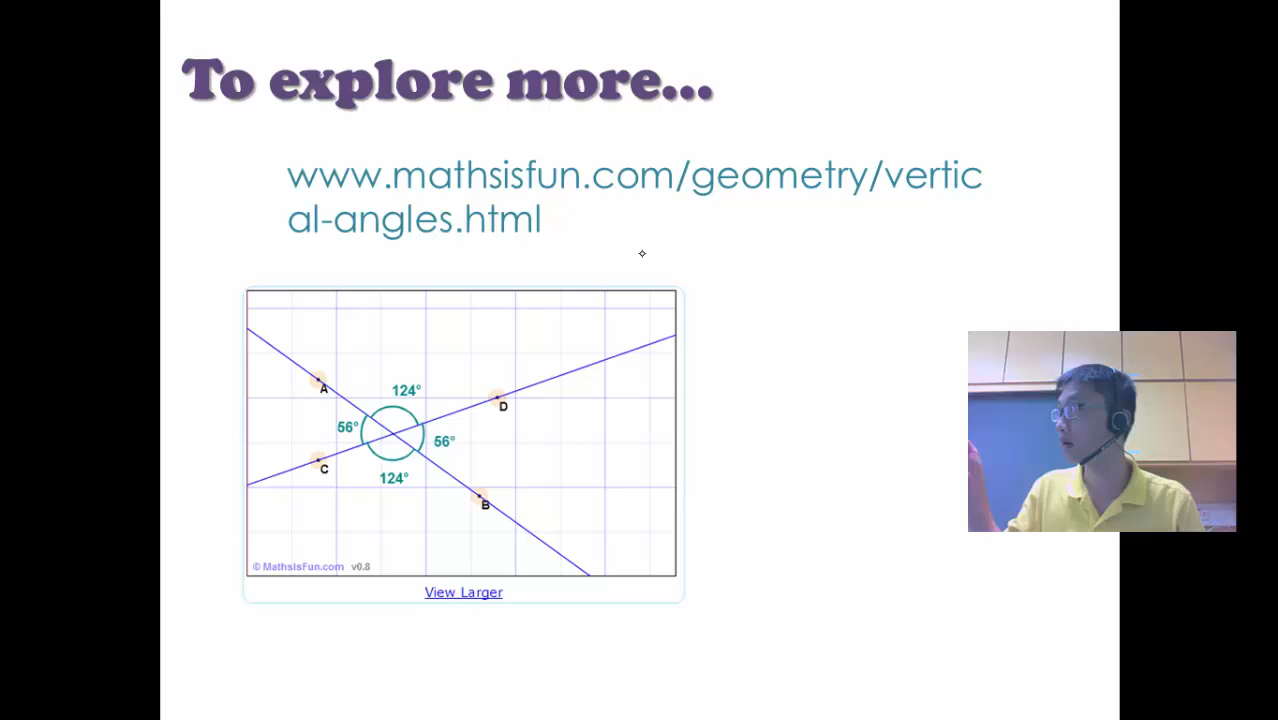 To explore more...
www.mathsisfun.com/geometry/vertic
al-angles.html
A
124°
D
56°
56°
C
124°
B
© MathsisFun.com v0.8
View Larger